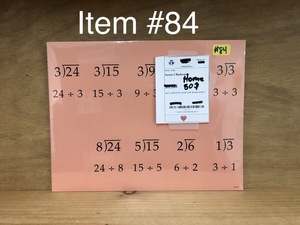 Item #84
#84
3)24 3)15 3)9 3)3
24 ÷ 3 15 ÷ 3 9 3 ÷ 3
Home
50$
8)24 5)15 2)6 1)3
24 ÷ 8 15 ÷ 5 6 ÷ 2 3 ÷ 1